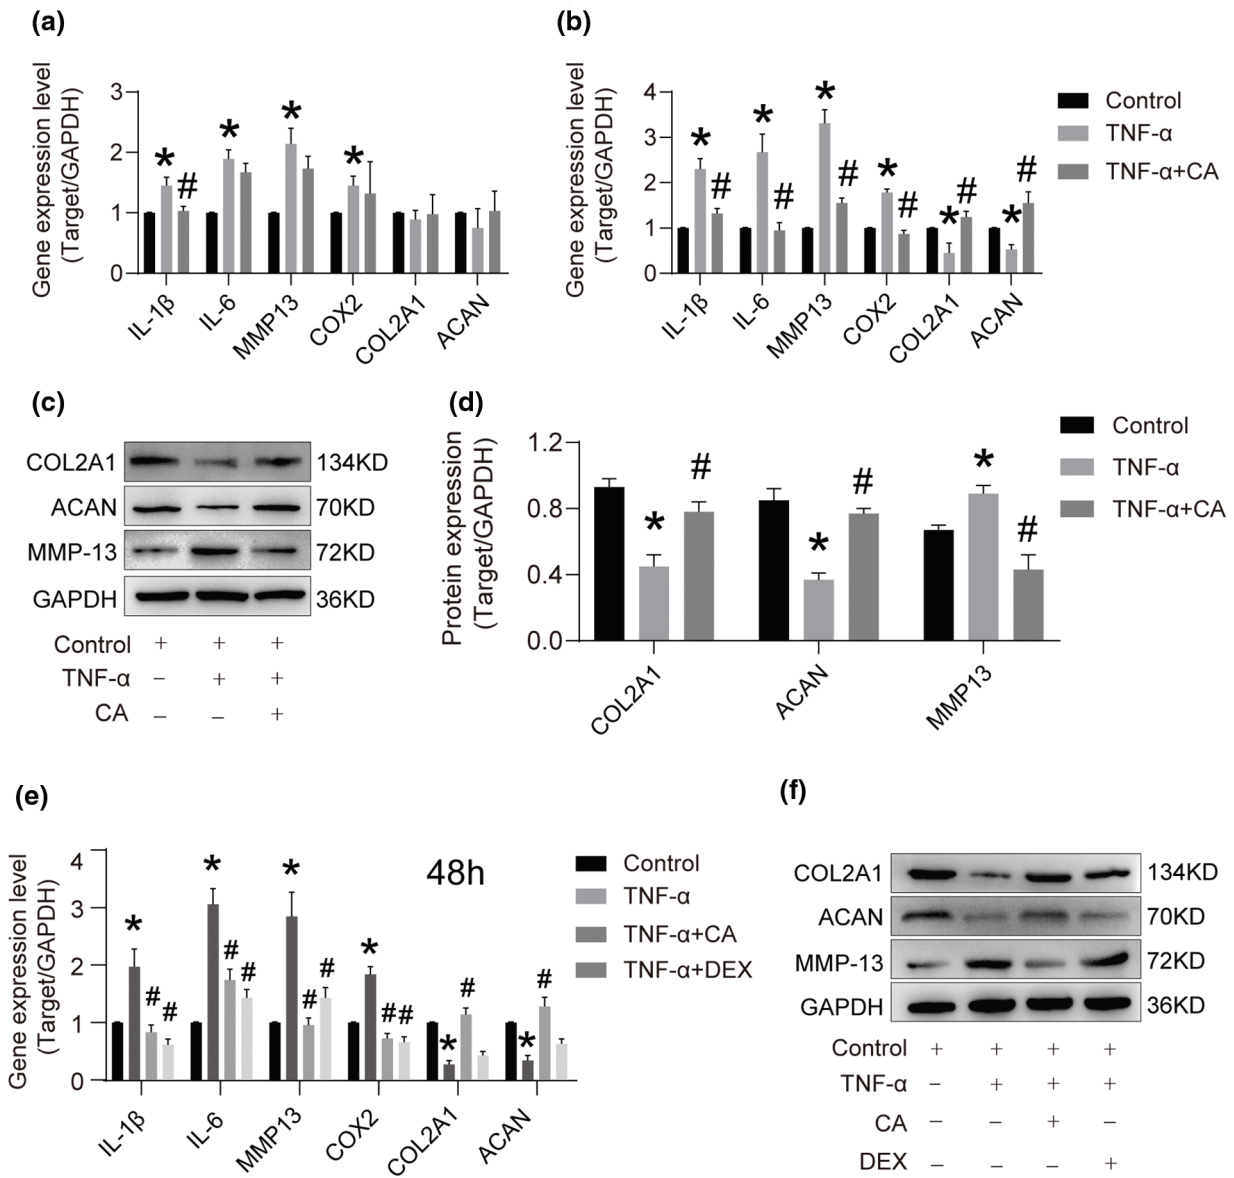 (a)
Gene expression level
(Target/GAPDH)
3
2
1
0
* # * * *
IL-1β IL-6 MMP13 COX2 COL2A1 ACAN
(b)
Gene expression level
(Target/GAPDH)
4
3
2
1
0
* # * # * # * # * # * #
IL-1β IL-6 MMP13 COX2 COL2A1 ACAN
Control
TNF-α
TNF-α+CA
(c)
COL2A1 134KD
ACAN 70KD
MMP-13 72KD
GAPDH 36KD
Control + + +
TNF-α − + +
CA − − +
(d)
Protein expression
(Target/GAPDH)
1.2
0.8
0.4
0.0
* # * # * #
COL2A1 ACAN MMP13
Control
TNF-α
TNF-α+CA
(e)
Gene expression level
(Target/GAPDH)
4
3
2
1
0
48h
* # # * # # * # # * # # * # * #
IL-1β IL-6 MMP13 COX2 COL2A1 ACAN
Control
TNF-α
TNF-α+CA
TNF-α+DEX
(f)
COL2A1 134KD
ACAN 70KD
MMP-13 72KD
GAPDH 36KD
Control + + + +
TNF-α − + + +
CA − − + −
DEX − − − +